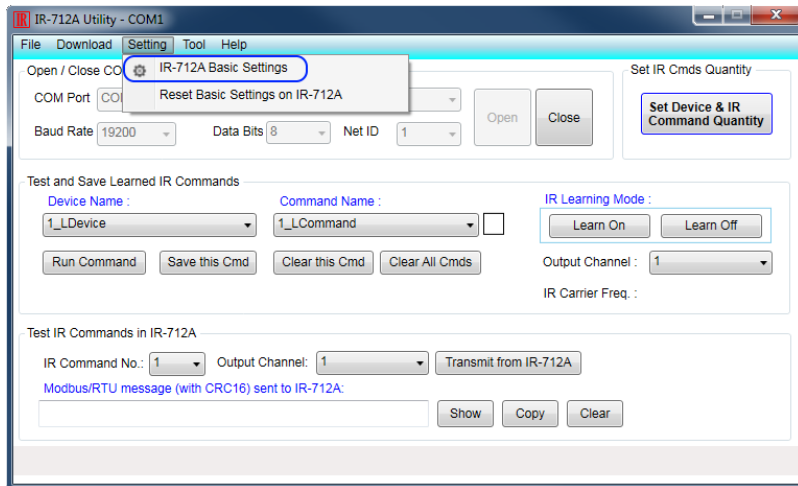 IR IR-712A Utility - COM1
File Download Setting Tool Help
IR-712A Basic Settings
Reset Basic Settings on IR-712A
Open / Close CO
Set IR Cmds Quantity
COM Port CO
Open Close
Set Device & IR
Command Quantity
Baud Rate 19200 Data Bits 8 Net ID 1
Test and Save Learned IR Commands
Device Name : Command Name : IR Learning Mode :
1_LDevice 1_LCommand Learn On Learn Off
Run Command Save this Cmd Clear this Cmd Clear All Cmds Output Channel : 1
IR Carrier Freq. :
Test IR Commands in IR-712A
IR Command No.: 1 Output Channel: 1 Transmit from IR-712A
Modbus/RTU message (with CRC16) sent to IR-712A:
Show Copy Clear